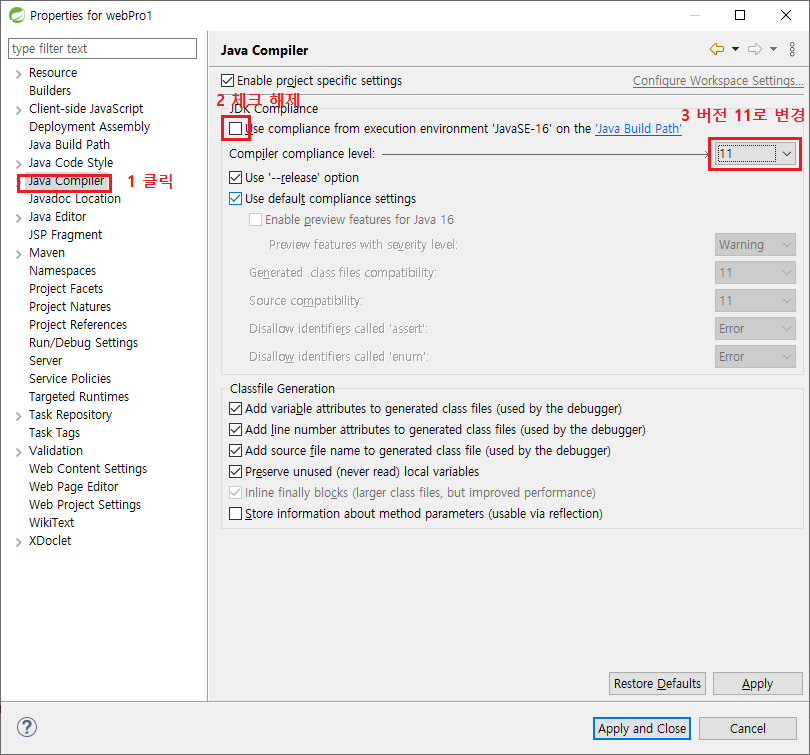 Properties for webPro1
type filter text
Java Compiler
Resource
Builders
Client-side JavaScript
Deployment Assembly
Java Build Path
Java Code Style
Java Compiler
1 클릭
Javadoc Location
Java Editor
JSP Fragment
Maven
Namespaces
Project Facets
Project Natures
Project References
Run/Debug Settings
Server
Service Policies
Targeted Runtimes
Task Repository
Task Tags
Validation
Web Content Settings
Web Page Editor
Web Project Settings
WikiText
XDoclet
Enable project specific settings
Configure Workspace Settings...
2 체크 해제
JDK Compliance
3 버전 11로 변경
Use compliance from execution environment 'JavaSE-16' on the 'Java Build Path'
Compiler compliance level:
11
Use '--release' option
Use default compliance settings
Enable preview features for Java 16
Preview features with severity level:
Warning
Generated .class files compatibility:
11
Source compatibility:
11
Disallow identifiers called 'assert':
Error
Disallow identifiers called 'enum':
Error
Classfile Generation
Add variable attributes to generated class files (used by the debugger)
Add line number attributes to generated class files (used by the debugger)
Add source file name to generated class file (used by the debugger)
Preserve unused (never read) local variables
Inline finally blocks (larger class files, but improved performance)
Store information about method parameters (usable via reflection)
Restore Defaults
Apply
?
Apply and Close
Cancel